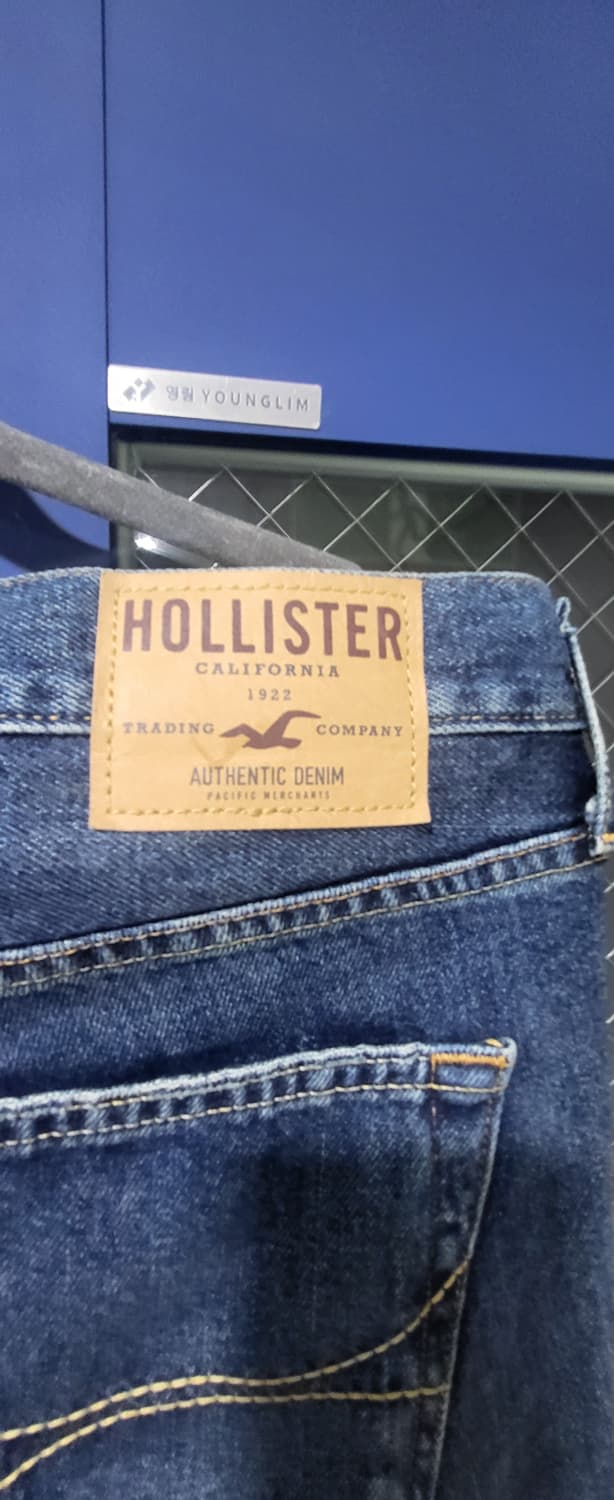 영림 YOUNGLIM
HOLLISTER
CALIFORNIA
1922
TRADING COMPANY
AUTHENTIC DENIM
PACIFIC MERCHANTS